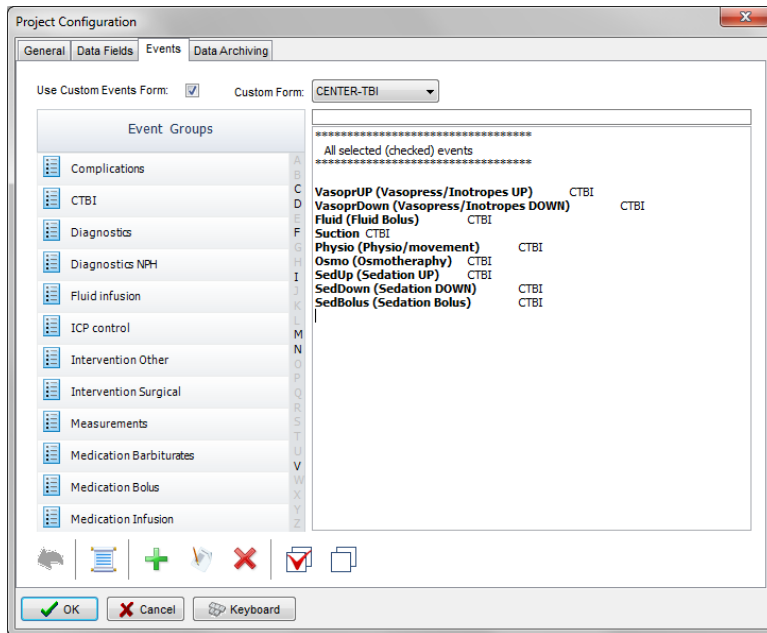 Project Configuration
x
General Data Fields Events Data Archiving
Use Custom Events Form: Custom Form: CENTER-TBI
Event Groups
Complications
CTBI
Diagnostics
Diagnostics NPH
Fluid infusion
ICP control
Intervention Other
Intervention Surgical
Measurements
Medication Barbiturates
Medication Bolus
Medication Infusion
A
B
C
D
E
F
G
H
I
J
K
L
M
N
O
P
Q
R
S
T
U
V
W
X
Y
Z
*********************************
All selected (checked) events
*********************************
VasoprUP (Vasopress/Inotropes UP) CTBI
VasoprDown (Vasopress/Inotropes DOWN) CTBI
Fluid (Fluid Bolus) CTBI
Suction CTBI
Physio (Physio/movement) CTBI
Osmo (Osmotheraphy) CTBI
SedUp (Sedation UP) CTBI
SedDown (Sedation DOWN) CTBI
SedBolus (Sedation Bolus) CTBI
OK Cancel Keyboard